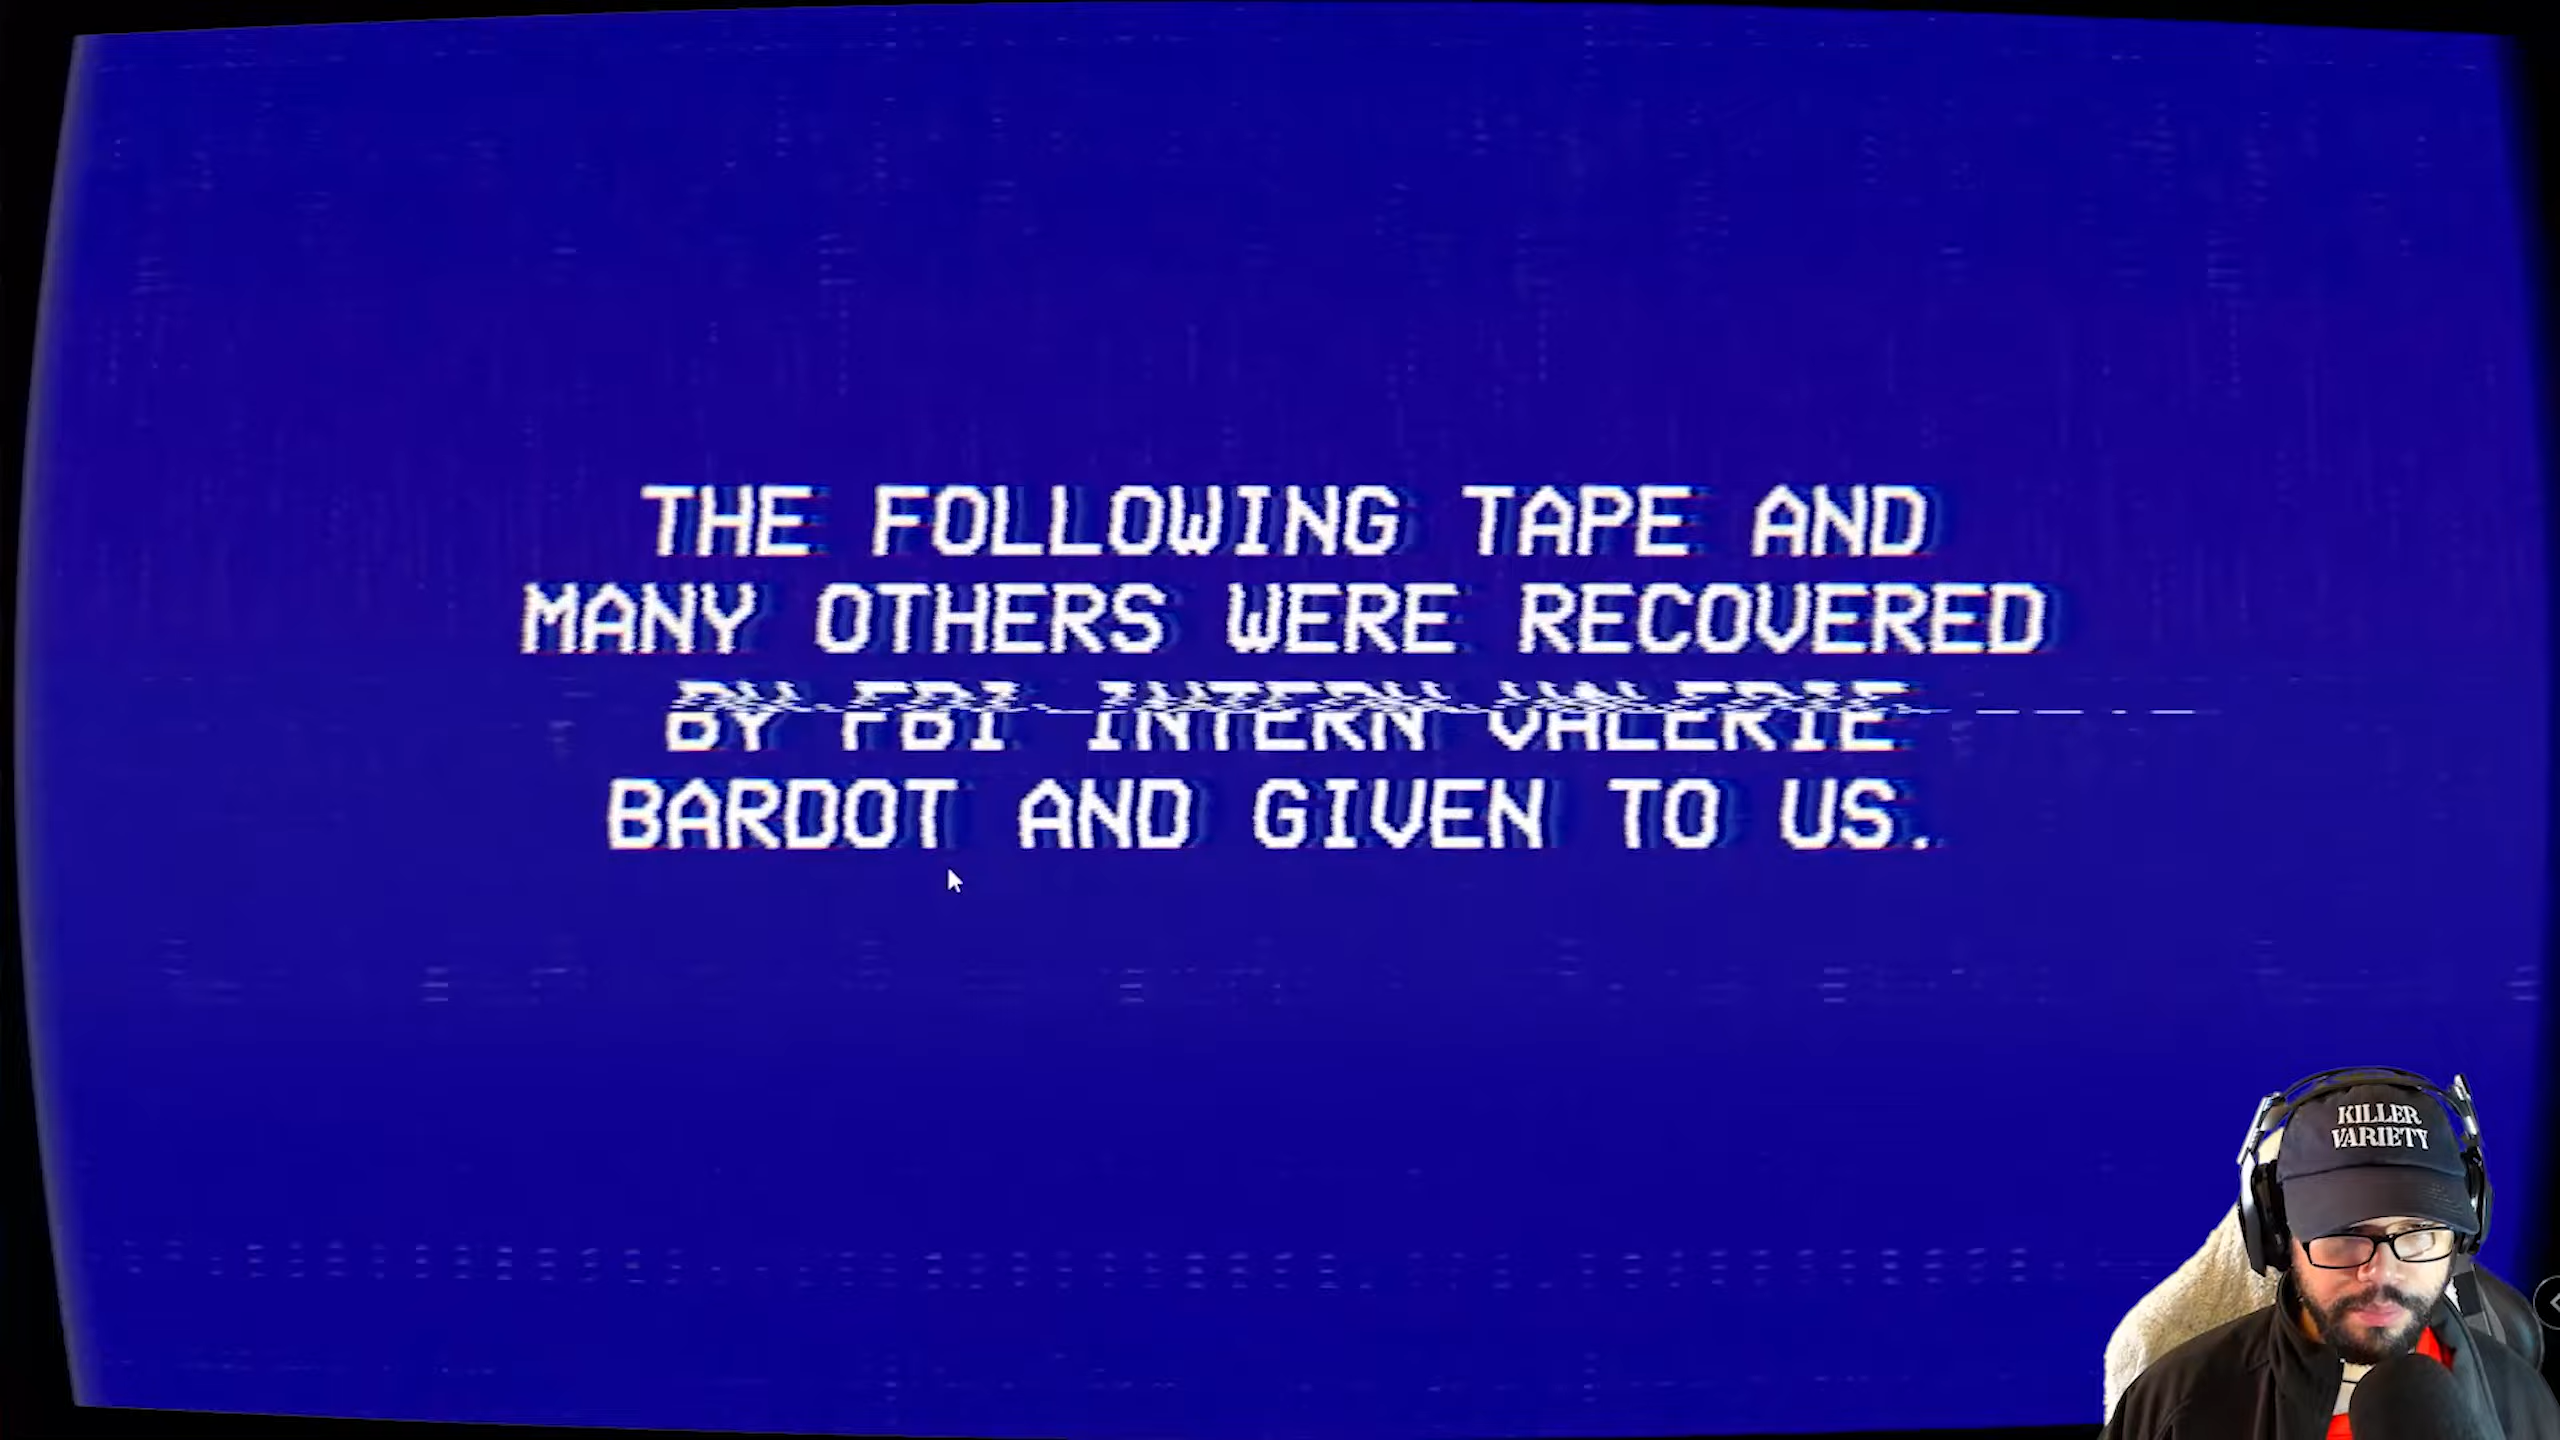 THE FOLLOWING TAPE AND
MANY OTHERS WERE RECOVERED
BY FBI INTERN VALERIE
BARDOT AND GIVEN TO US.
KILLER
VARIETY